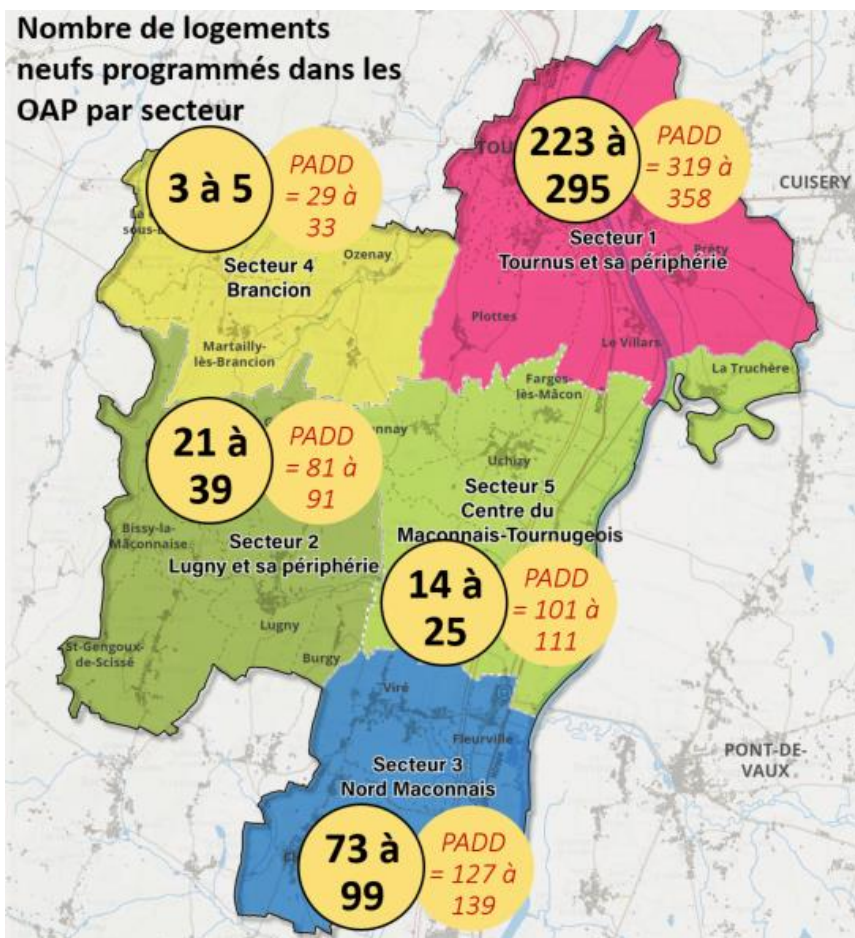 Nombre de logements
neufs programmés dans les
OAP par secteur
3 à 5
PADD
= 29 à
33
223 à
295
PADD
= 319 à
358
CUISERY
TOU
La
sous-B
Ozenay
Secteur 4
Brancion
Secteur 1
Tournus et sa périphérie
Préty
Plottes
Martailly-
lès-Brancion
Le Villars
La Truchère
Farges-
lès-Mâcon
21 à
39
PADD
= 81 à
91
nnay
Uchizy
Secteur 5
Centre du
Maconnais-Tournugeois
Bissy-la-
Mâconnaise
Secteur 2
Lugny et sa périphérie
14 à
25
PADD
= 101 à
111
Lugny
St-Gengoux-
de-Scissé
Burgy
Viré
Fleurville
PONT-DE-
VAUX
Secteur 3
Nord Maconnais
73 à
99
PADD
= 127 à
139